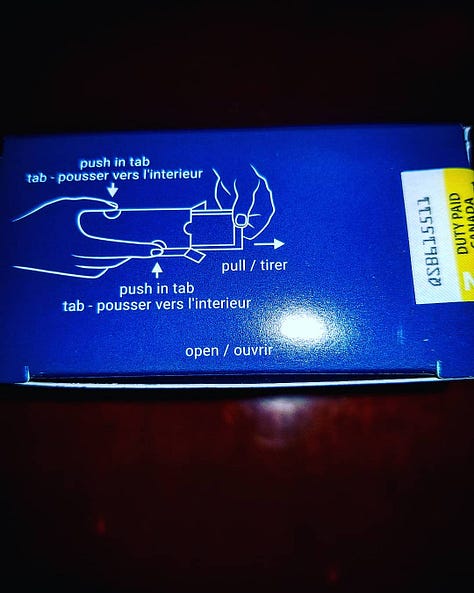 push in tab
tab - pousser vers l'interieur
pull / tirer
push in tab
tab - pousser vers l'interieur
open / ouvrir
QSB615511
DUTY PAID
CANADA